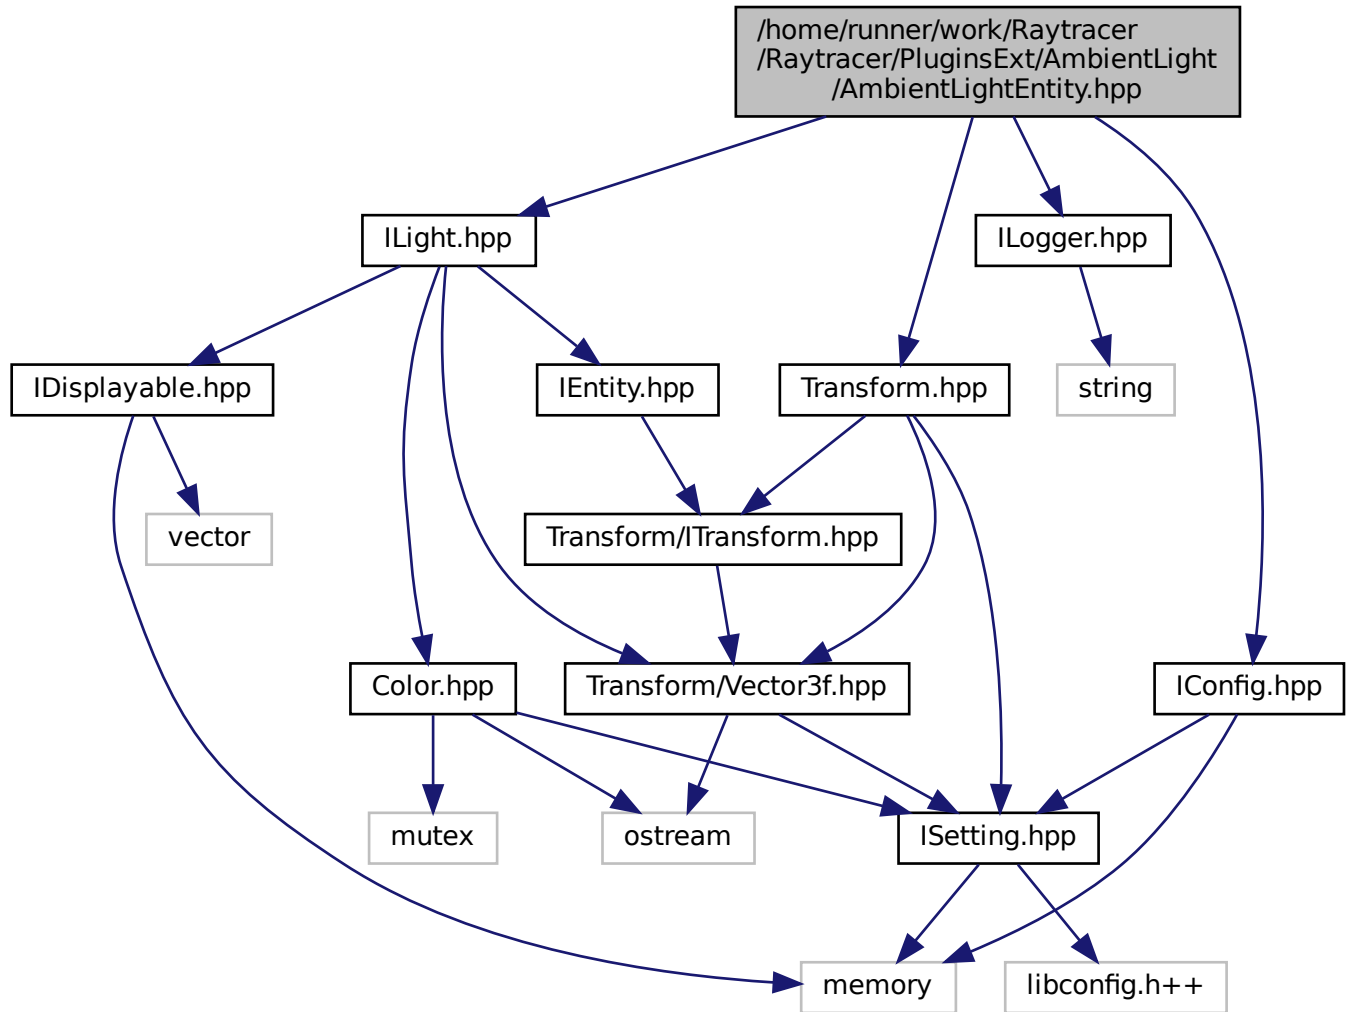 /home/runner/work/Raytracer
/Raytracer/PluginsExt/AmbientLight
/AmbientLightEntity.hpp
ILight.hpp
ILogger.hpp
IDisplayable.hpp
IEntity.hpp
Transform.hpp
string
vector
Transform/ITransform.hpp
Color.hpp
Transform/Vector3f.hpp
IConfig.hpp
mutex
ostream
ISetting.hpp
memory
libconfig.h++